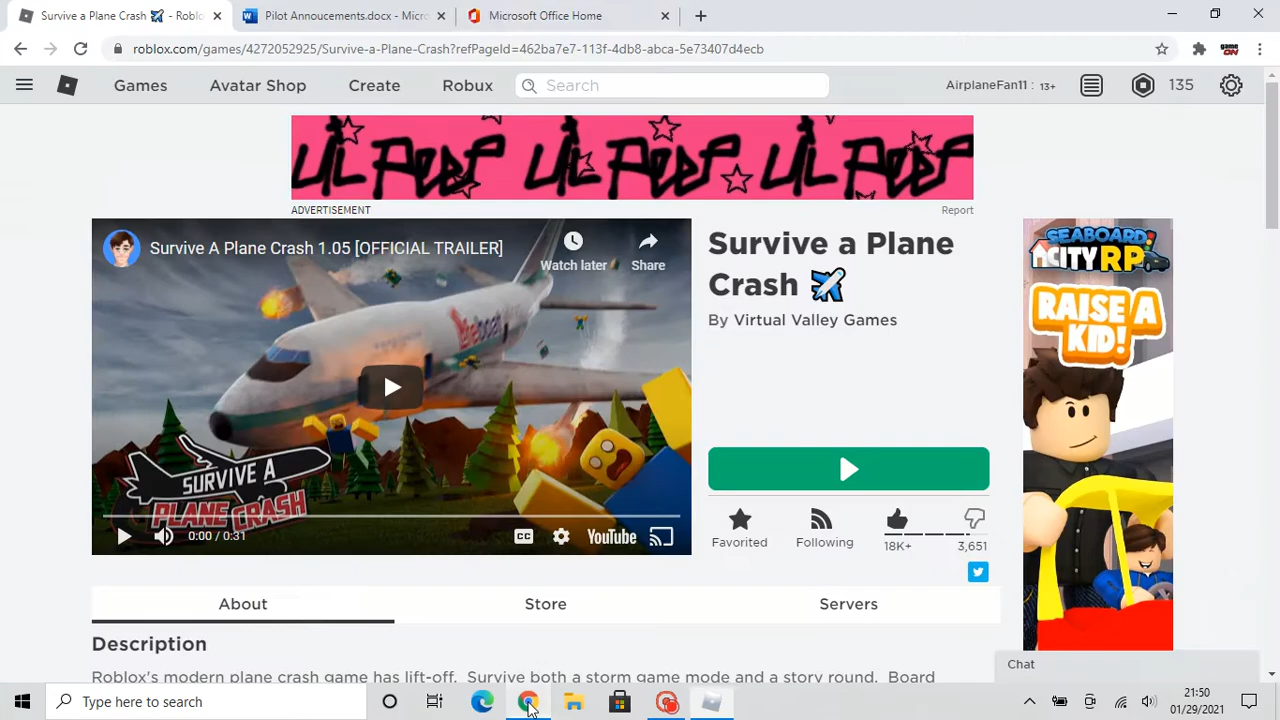 Survive a Plane Crash ✈️ - Roblox
Pilot Annoucements.docx - Micro
Microsoft Office Home
roblox.com/games/4272052925/Survive-a-Plane-Crash?refPageId=462ba7e7-113f-4db8-abca-5e73407d4ecb
Games
Avatar Shop
Create
Robux
Search
AirplaneFan11 : 13+
135
LiL PEEP LiL PEEP LiL PEEP
ADVERTISEMENT
Report
Survive A Plane Crash 1.05 [OFFICIAL TRAILER]
Watch later
Share
SURVIVE A
PLANE CRASH
0:00 / 0:31
CC
YouTube
Survive a Plane
Crash ✈️
By Virtual Valley Games
Favorited
Following
18K+
3,651
SEABOARD
CITY RP
RAISE A
KID!
About
Store
Servers
Description
Roblox's modern plane crash game has lift-off. Survive both a storm game mode and a story round. Board
Chat
Type here to search
21:50
01/29/2021